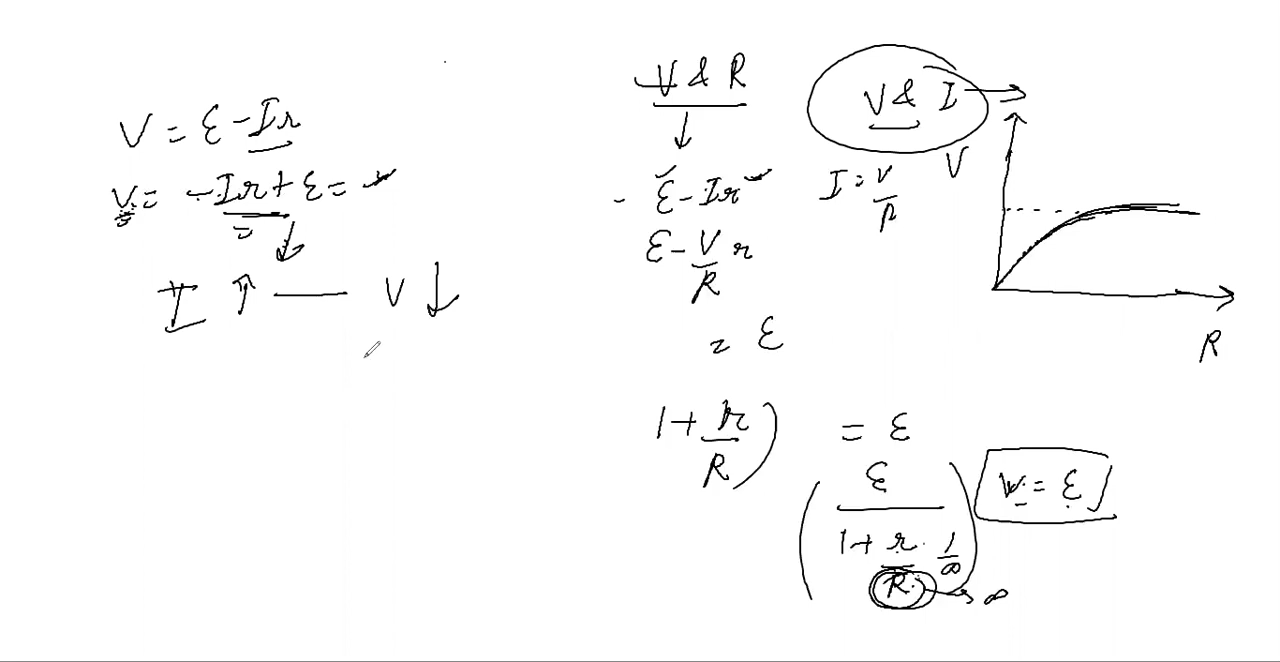 V = ε - Ir
V = - Ir + ε =
I ↑ — V ↓
V & R
↓
ε - Ir
ε - V/R r
= ε
1 + r/R ) = ε
( ε / (1 + r/R ) )
1/∞
R → ∞
V = ε
V & I →
I = V/R
V
R